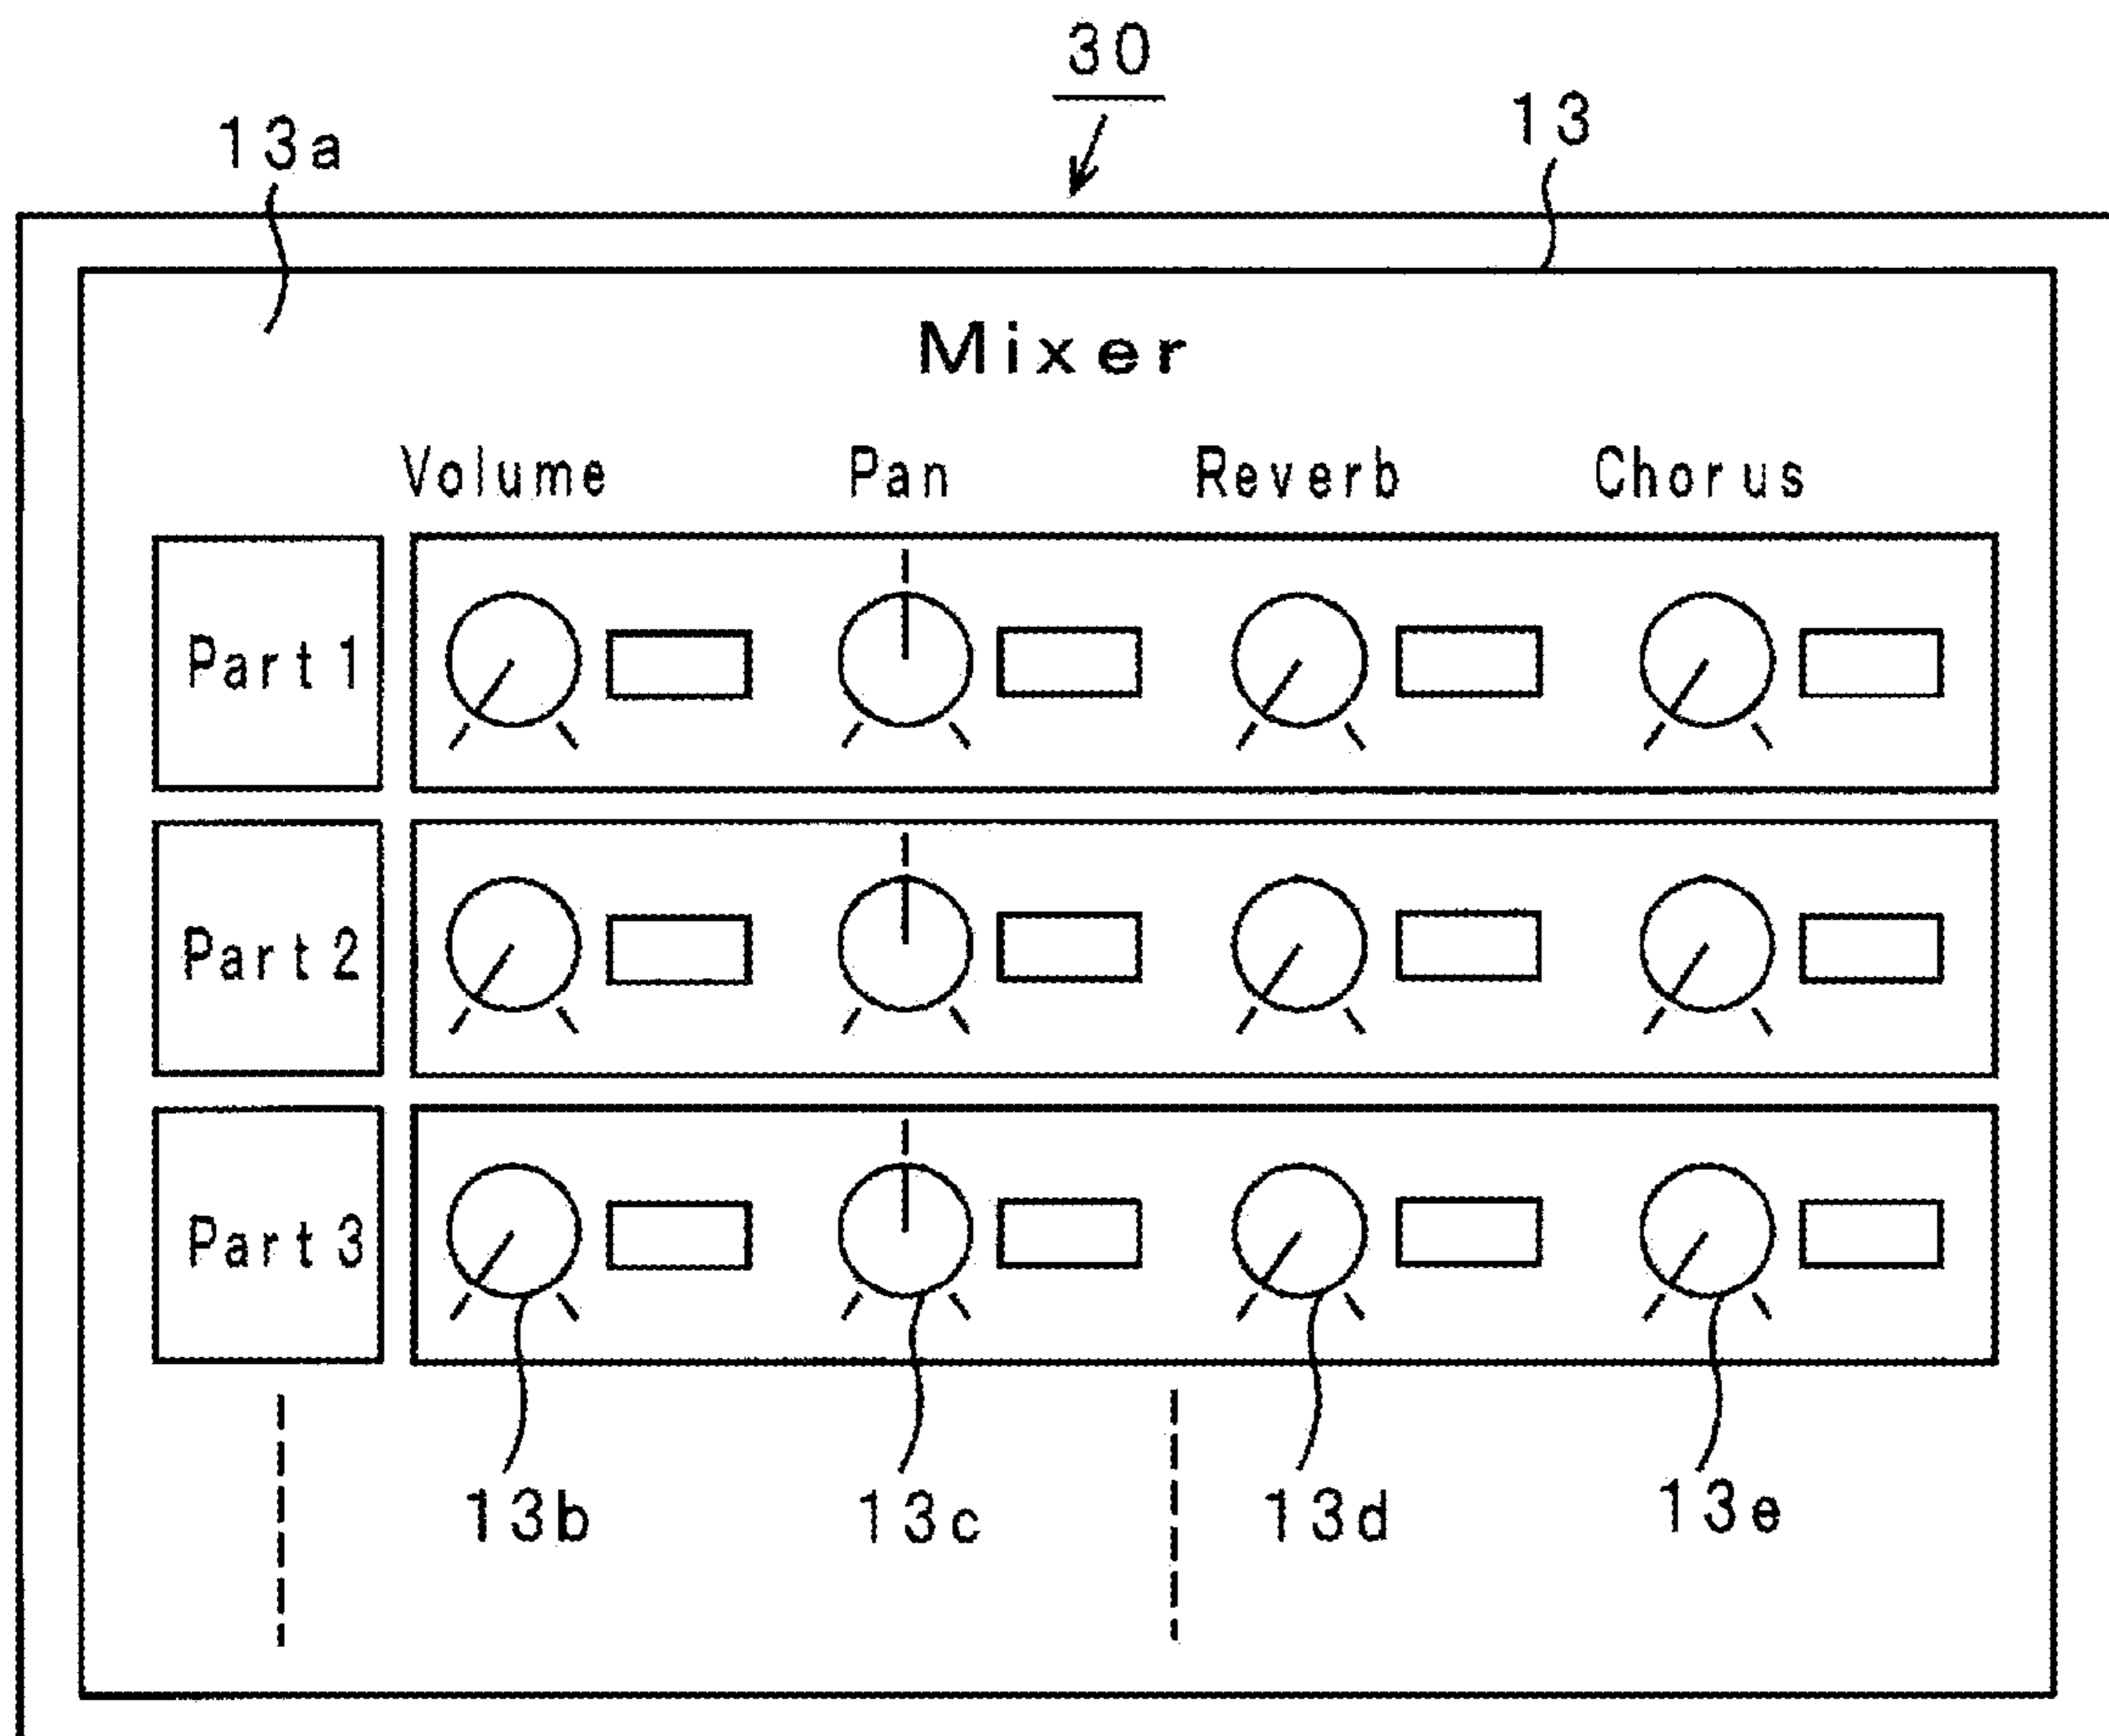 30
13a 13
Mixer
Volume Pan Reverb Chorus
Part 1
Part 2
Part 3
13b 13c 13d 13e